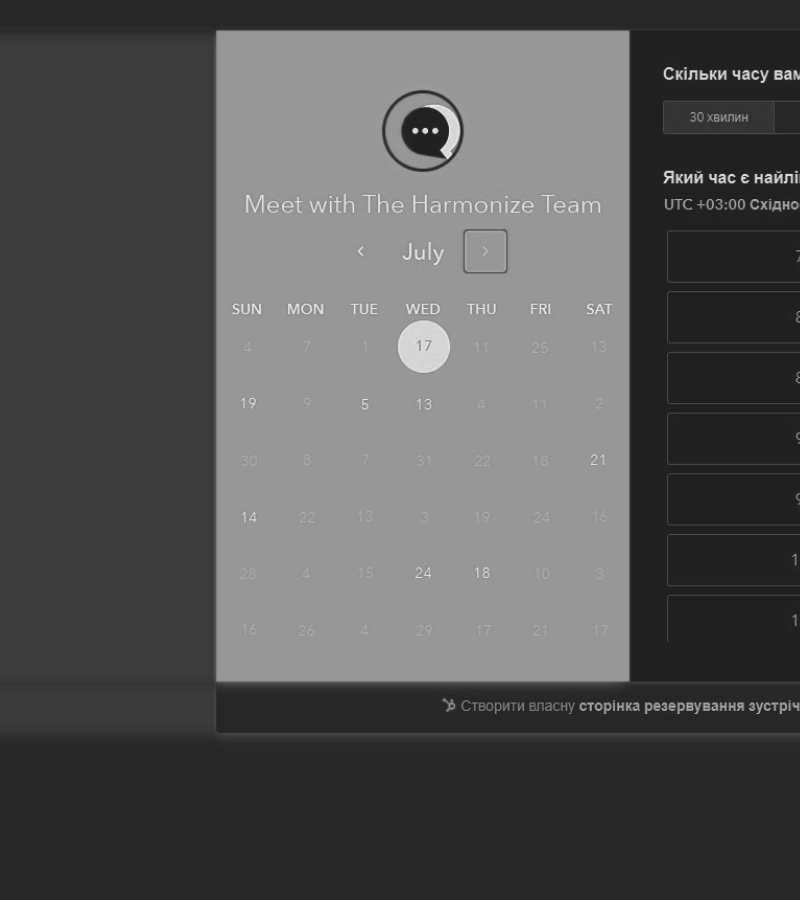 Meet with The Harmonize Team
July
SUN MON TUE WED THU FRI SAT
4 7 1 17 11 25 13
19 9 5 13 4 11 2
30 8 7 31 22 18 21
14 22 13 3 19 24 16
28 4 15 24 18 10 3
16 26 4 29 17 21 17
Скільки часу вам
30 хвилин
Який час є найлі
UTC +03:00 Східно
7
8
8
9
9
1
1
Створити власну сторінка резервування зустріч